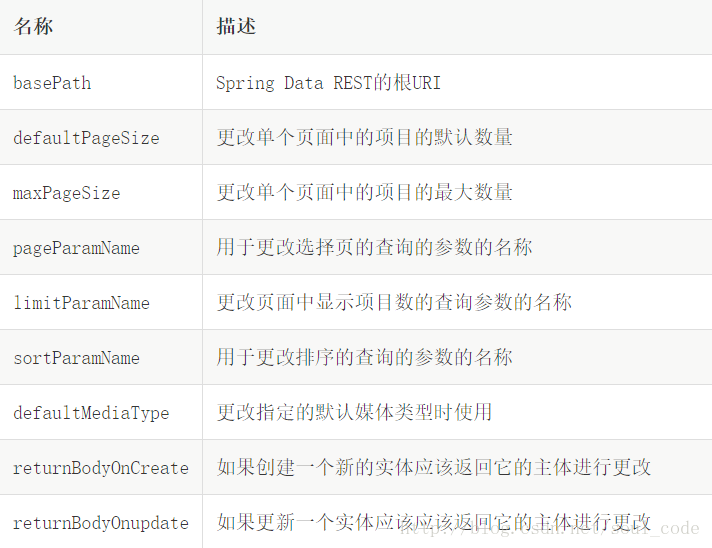 名称 描述
basePath Spring Data REST的根URI
defaultPageSize 更改单个页面中的项目的默认数量
maxPageSize 更改单个页面中的项目的最大数量
pageParamName 用于更改选择页的查询的参数的名称
limitParamName 更改页面中显示项目数的查询参数的名称
sortParamName 用于更改排序的查询的参数的名称
defaultMediaType 更改指定的默认媒体类型时使用
returnBodyOnCreate 如果创建一个新的实体应该返回它的主体进行更改
returnBodyOnupdate 如果更新一个实体应该应该返回它的主体进行更改